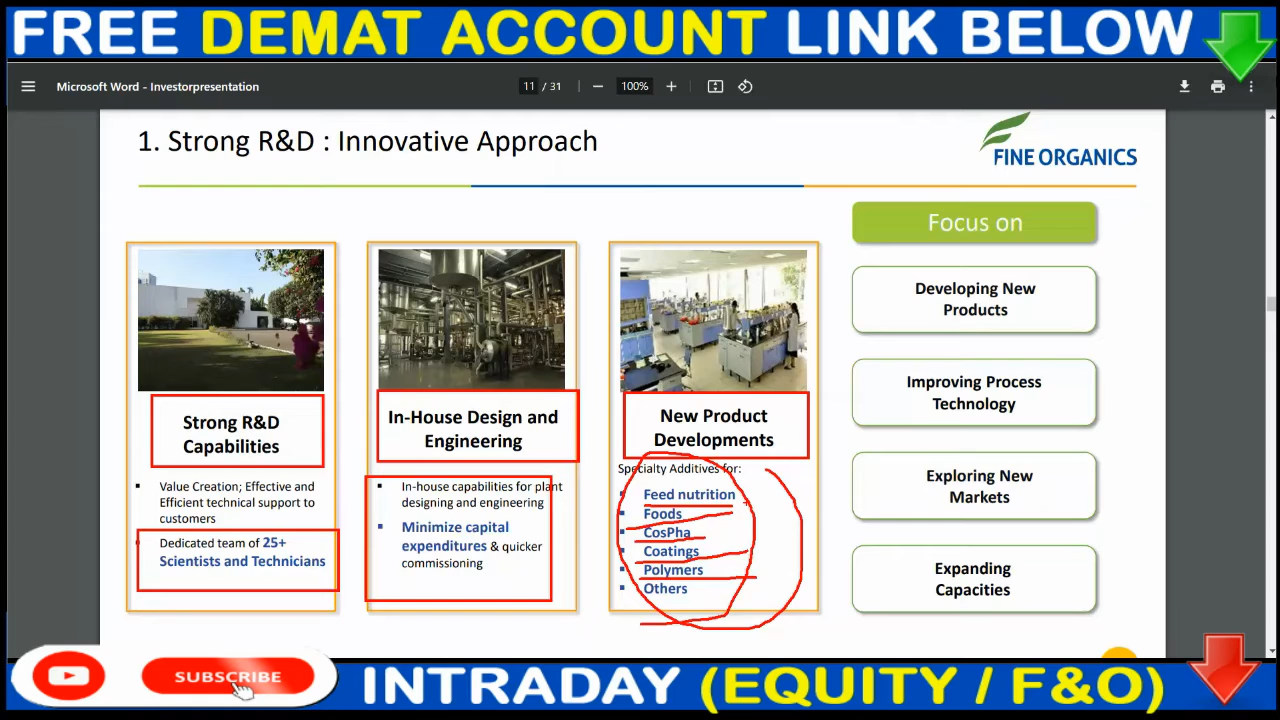 FREE DEMAT ACCOUNT LINK BELOW
Microsoft Word - Investorpresentation
11 / 31
100%
1. Strong R&D : Innovative Approach
FINE ORGANICS
Strong R&D
Capabilities
Value Creation; Effective and
Efficient technical support to
customers
Dedicated team of 25+
Scientists and Technicians
In-House Design and
Engineering
In-house capabilities for plant
designing and engineering
Minimize capital
expenditures & quicker
commissioning
New Product
Developments
Specialty Additives for:
Feed nutrition
Foods
CosPha
Coatings
Polymers
Others
Focus on
Developing New
Products
Improving Process
Technology
Exploring New
Markets
Expanding
Capacities
SUBSCRIBE
INTRADAY (EQUITY / F&O)